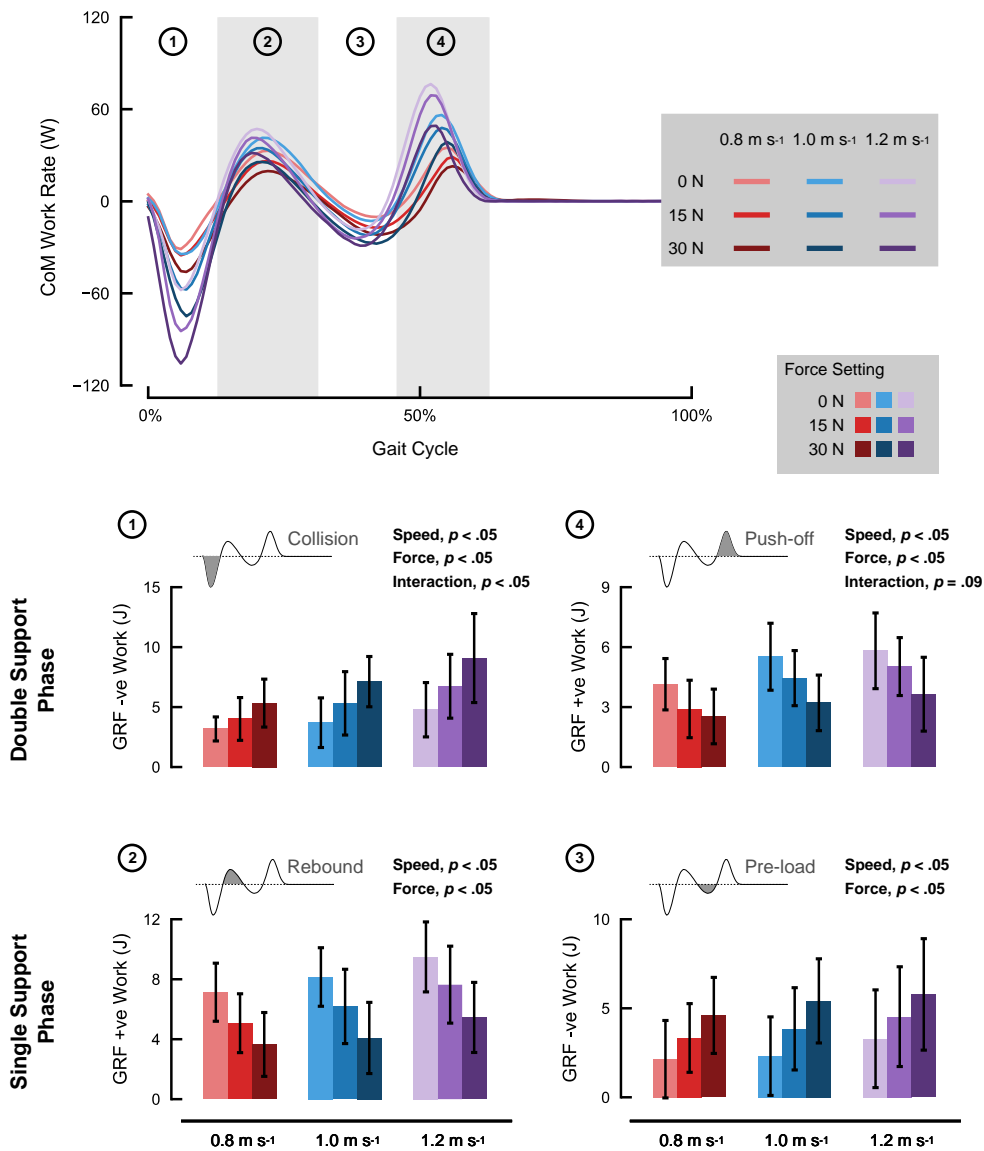 120
60
0
−60
−120
CoM Work Rate (W)
1
2
3
4
0%
50%
100%
Gait Cycle
0.8 m s-1 1.0 m s-1 1.2 m s-1
0 N
15 N
30 N
Force Setting
0 N
15 N
30 N
Double Support
Phase
1
Collision
Speed, p < .05
Force, p < .05
Interaction, p < .05
15
10
5
0
GRF -ve Work (J)
4
Push-off
Speed, p < .05
Force, p < .05
Interaction, p = .09
9
6
3
0
GRF +ve Work (J)
Single Support
Phase
2
Rebound
Speed, p < .05
Force, p < .05
12
8
4
0
GRF +ve Work (J)
0.8 m s-1 1.0 m s-1 1.2 m s-1
3
Pre-load
Speed, p < .05
Force, p < .05
10
5
0
GRF -ve Work (J)
0.8 m s-1 1.0 m s-1 1.2 m s-1